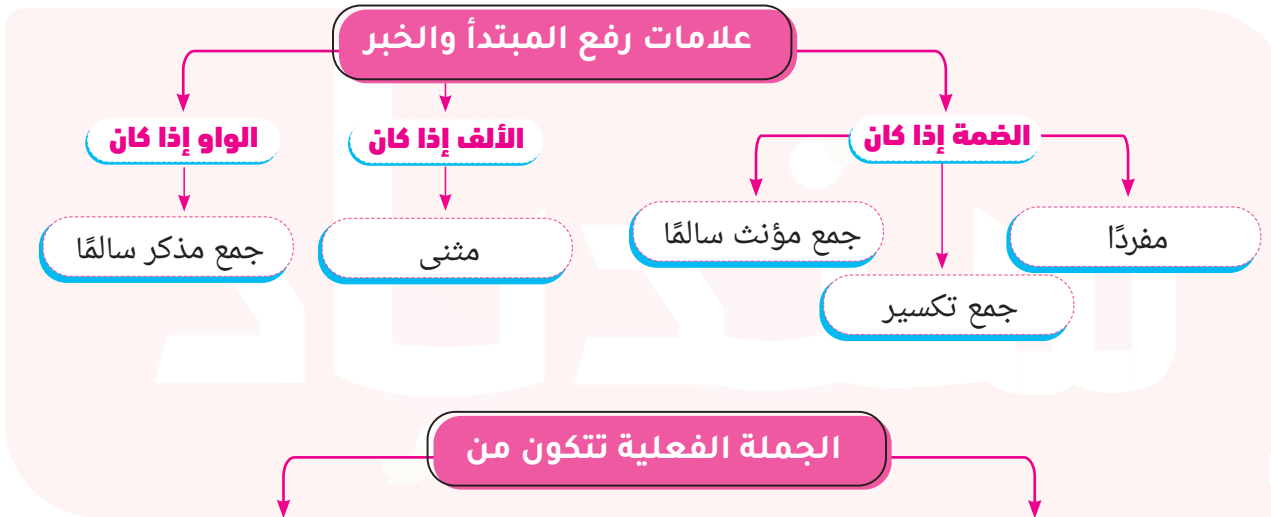 علامات رفع المبتدأ والخبر
الضمة إذا كان
الألف إذا كان
الواو إذا كان
مفردًا
جمع مؤنث سالمًا
مثنى
جمع مذكر سالمًا
جمع تكسير
الجملة الفعلية تتكون من
سندباد